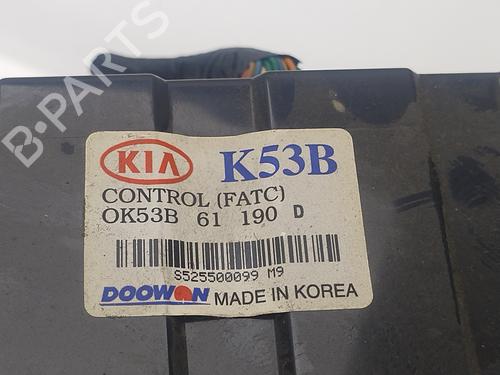 B-PARTS
KIA K53B
CONTROL (FATC)
OK53B 61 190 D
S525500099 M9
DOOWON MADE IN KOREA